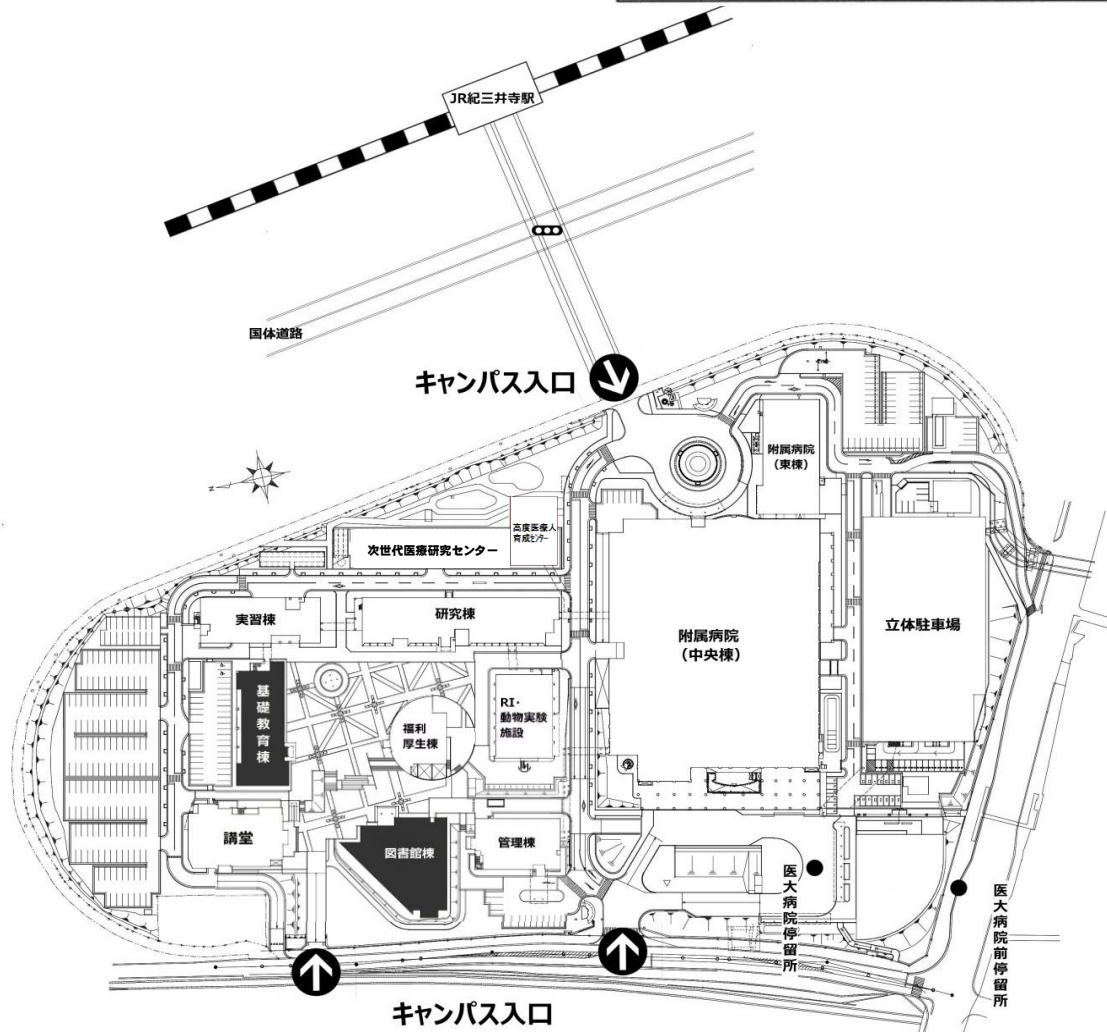 JR紀三井寺駅
国体道路
キャンパス入口
附属病院
（東棟）
N
高度医療人
育成センター
次世代医療研究センター
実習棟
研究棟
附属病院
（中央棟）
立体駐車場
基礎教育棟
福利
厚生棟
RI・
動物実験
施設
講堂
図書館棟
管理棟
医大病院停留所
医大病院前停留所
キャンパス入口